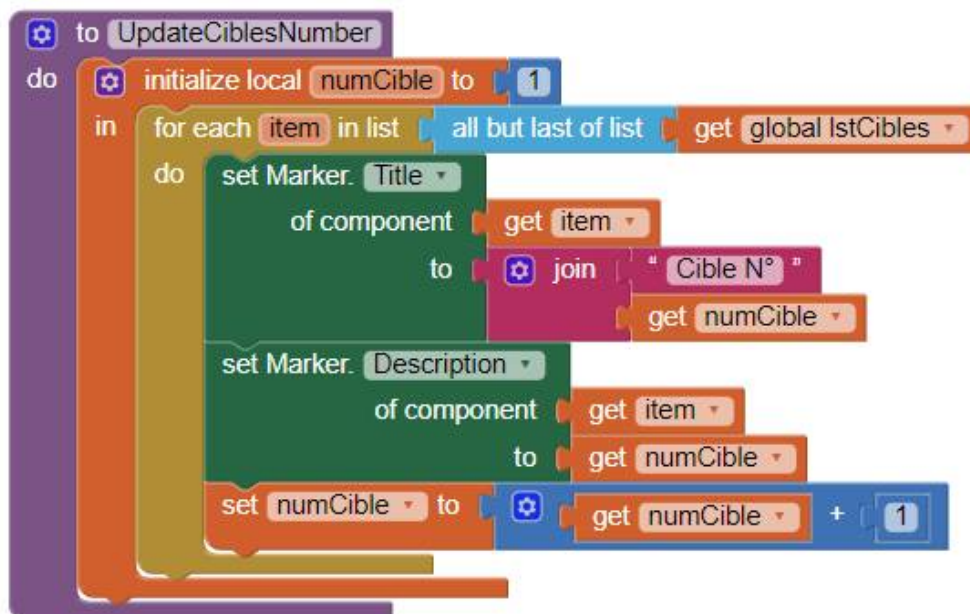 to UpdateCiblesNumber
do initialize local numCible to 1
in for each item in list all but last of list get global lstCibles
do set Marker. Title
of component get item
to join " Cible N° "
get numCible
set Marker. Description
of component get item
to get numCible
set numCible to get numCible + 1